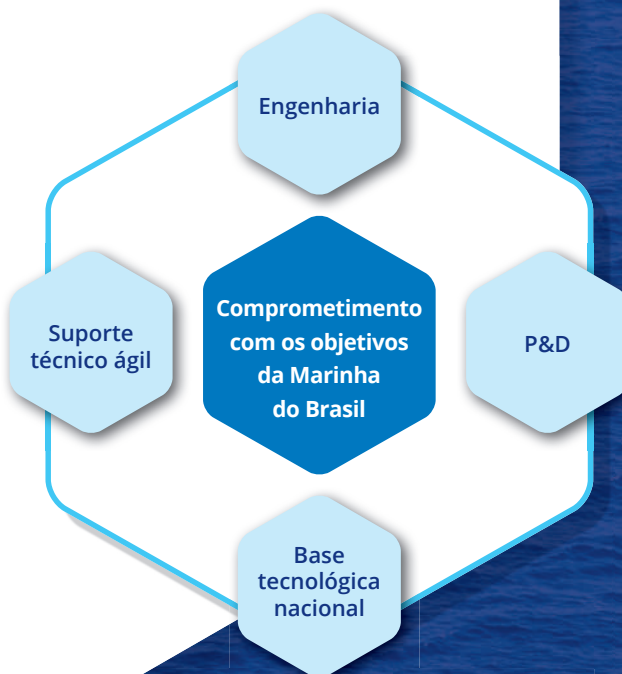 Engenharia
Suporte
técnico ágil
Comprometimento
com os objetivos
da Marinha
do Brasil
P&D
Base
tecnológica
nacional